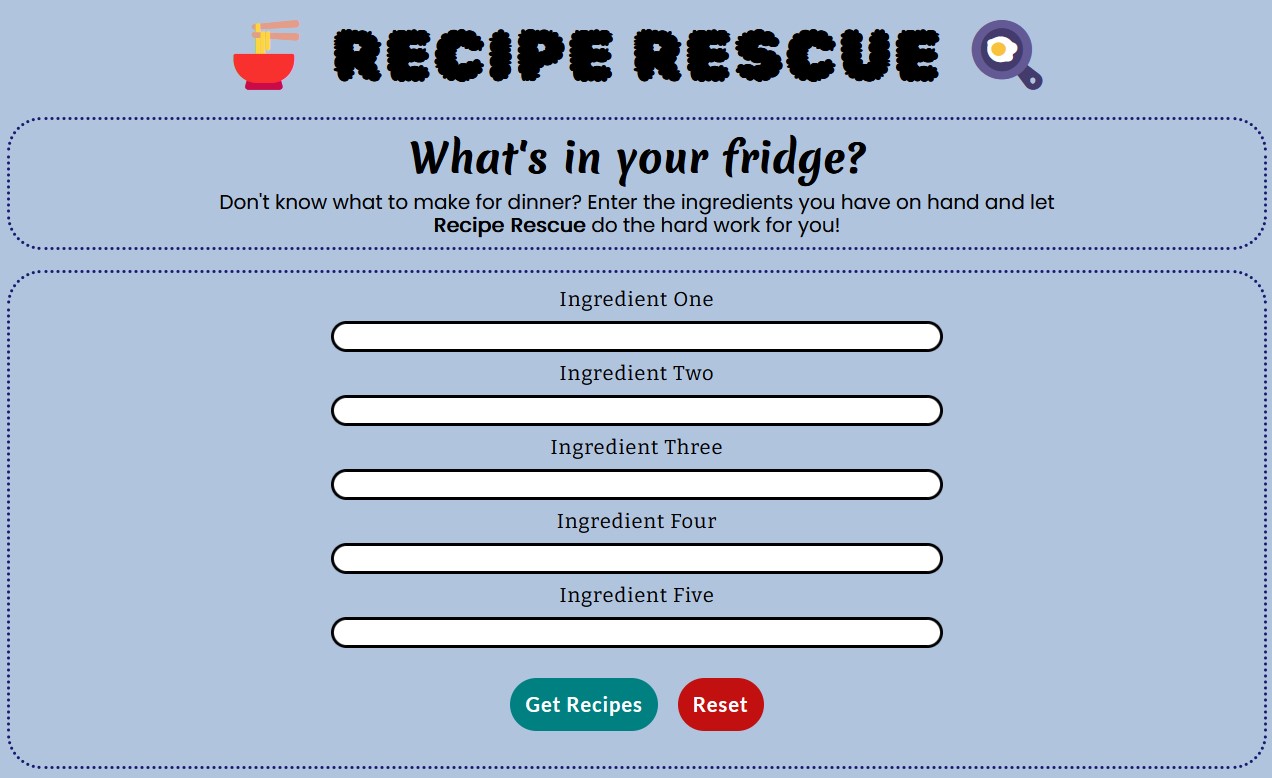 RECIPE RESCUE
What's in your fridge?
Don't know what to make for dinner? Enter the ingredients you have on hand and let
Recipe Rescue do the hard work for you!
Ingredient One
Ingredient Two
Ingredient Three
Ingredient Four
Ingredient Five
Get Recipes Reset